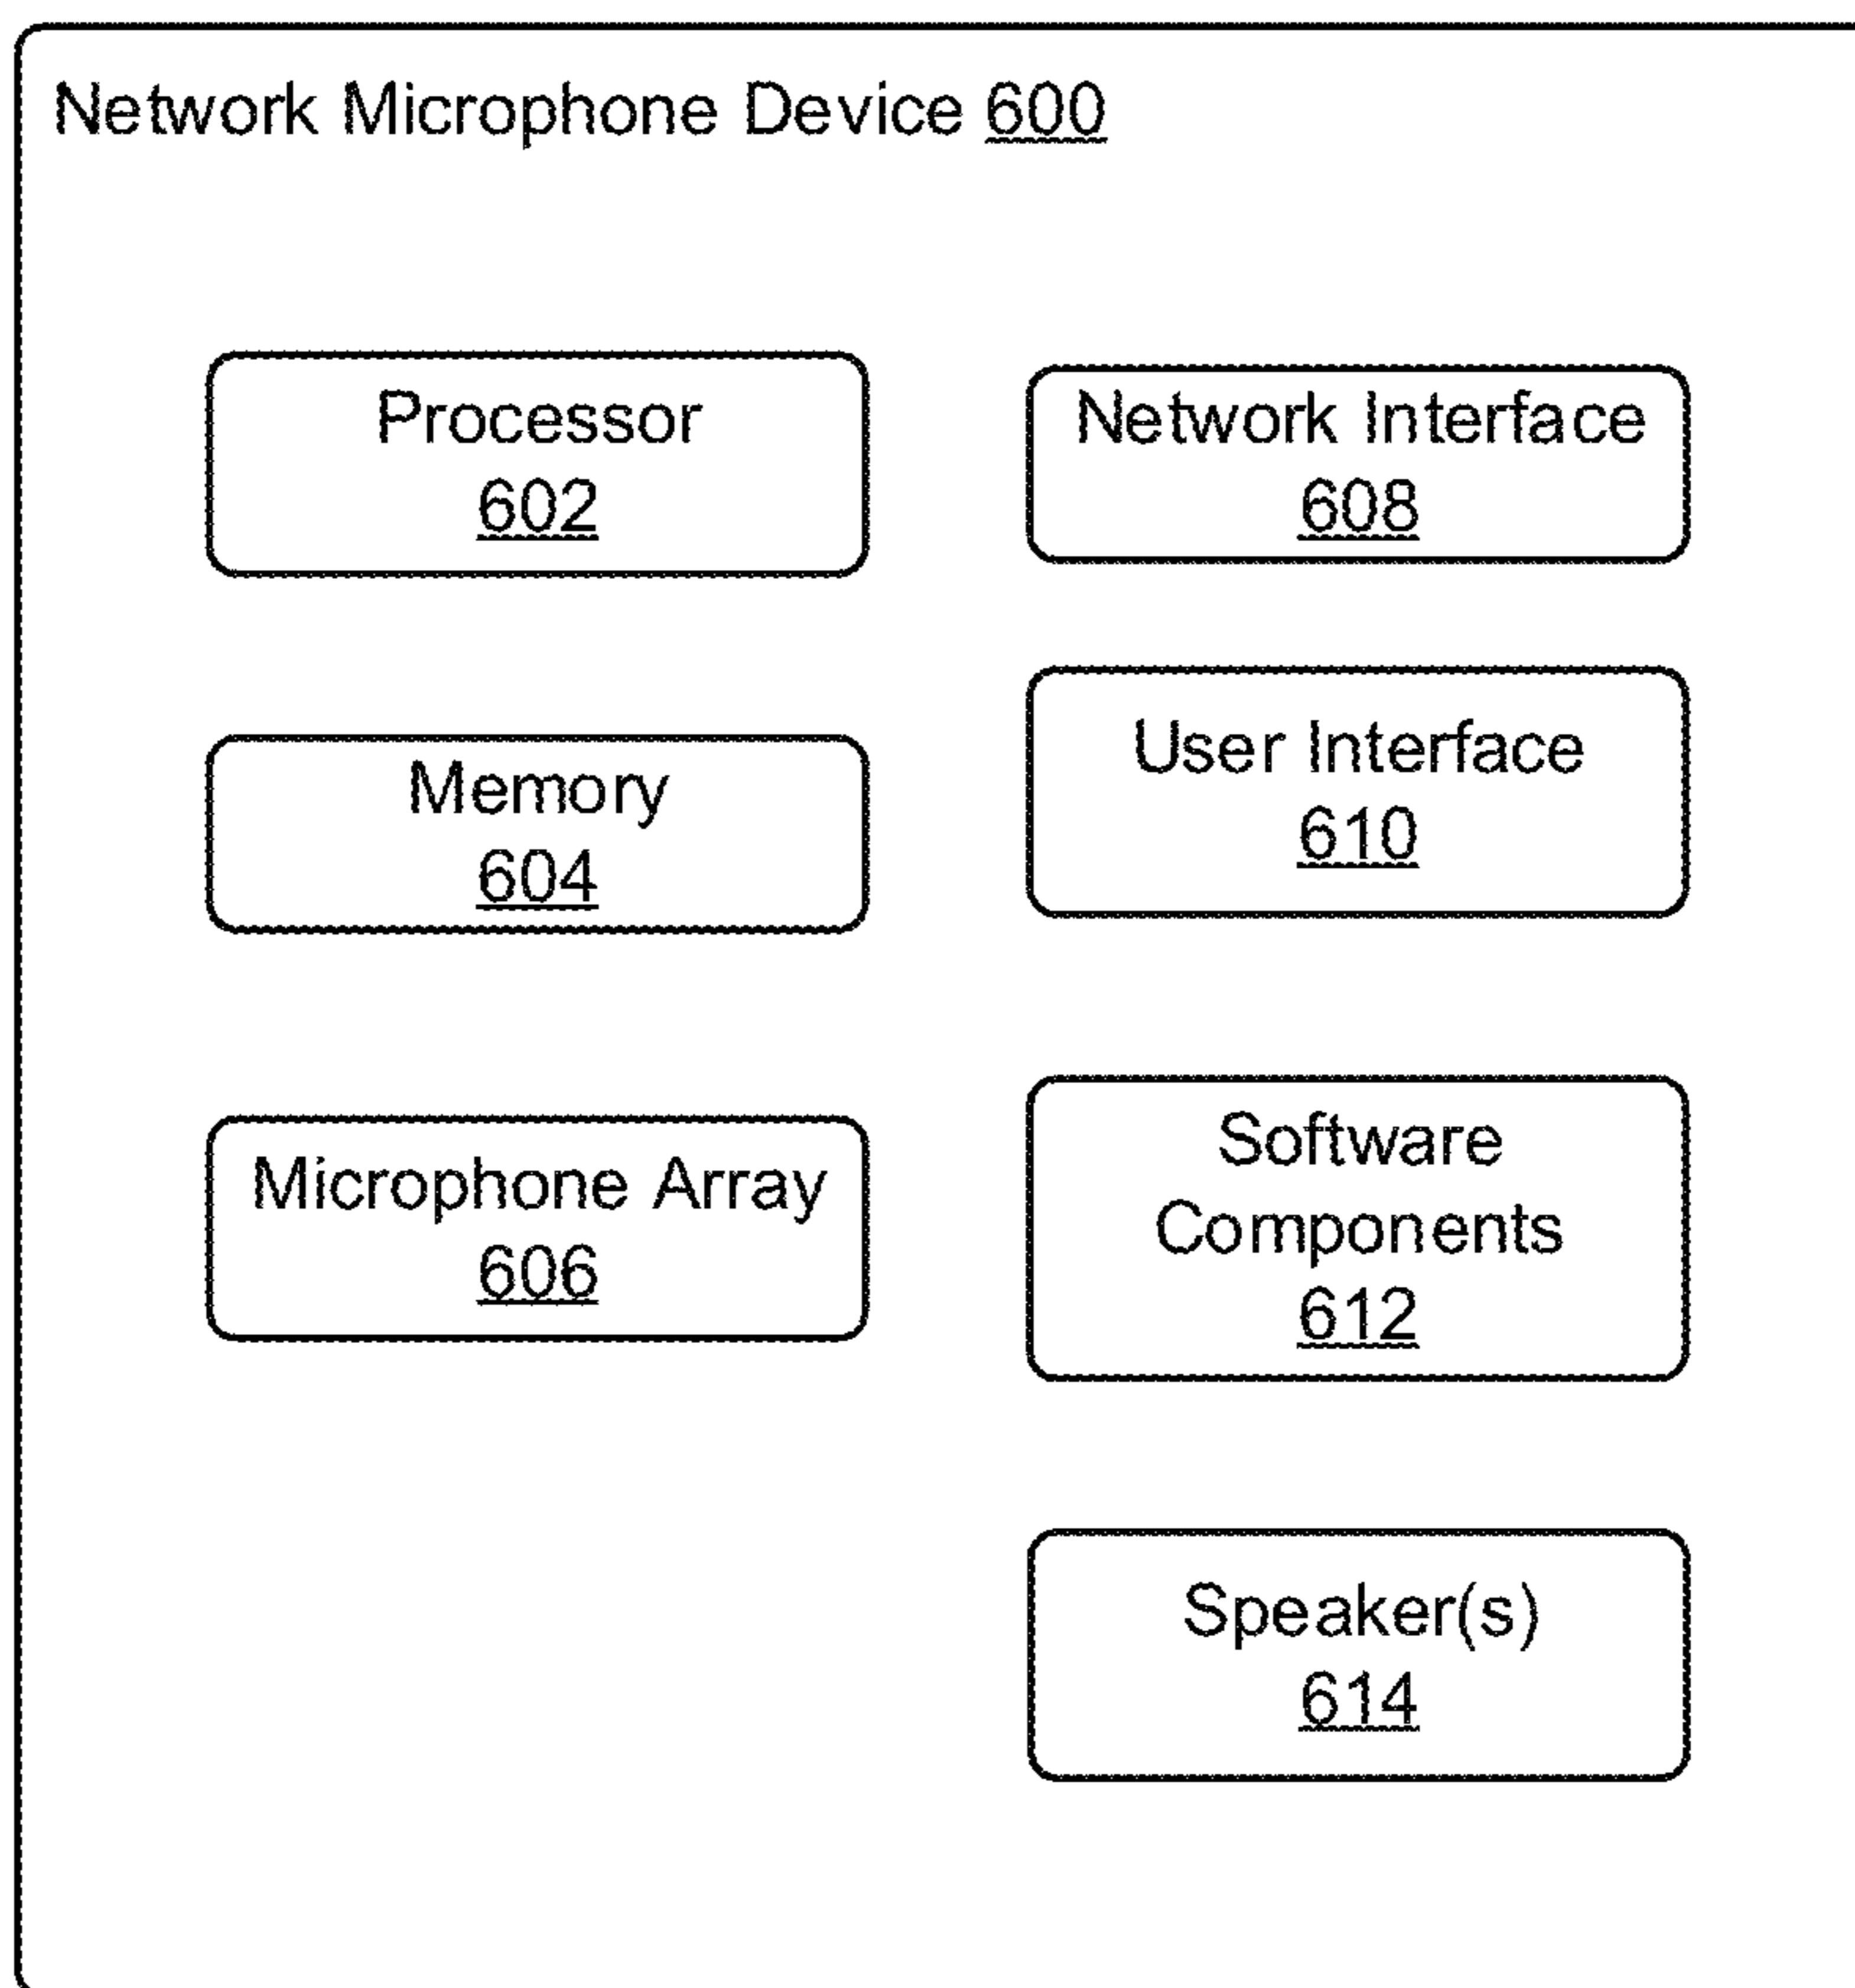 Network Microphone Device 600
Processor
602
Network Interface
608
Memory
604
User Interface
610
Microphone Array
606
Software
Components
612
Speaker(s)
614